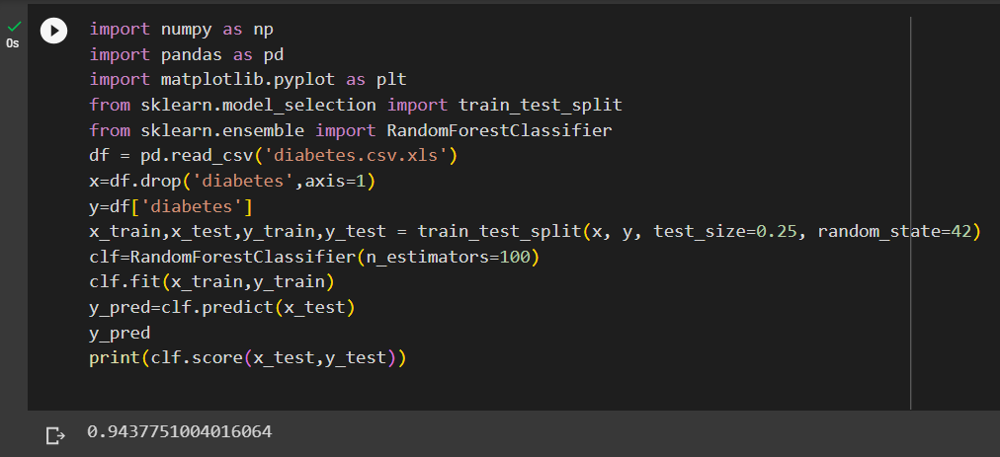 0s
import numpy as np
import pandas as pd
import matplotlib.pyplot as plt
from sklearn.model_selection import train_test_split
from sklearn.ensemble import RandomForestClassifier
df = pd.read_csv('diabetes.csv.xls')
x=df.drop('diabetes',axis=1)
y=df['diabetes']
x_train,x_test,y_train,y_test = train_test_split(x, y, test_size=0.25, random_state=42)
clf=RandomForestClassifier(n_estimators=100)
clf.fit(x_train,y_train)
y_pred=clf.predict(x_test)
y_pred
print(clf.score(x_test,y_test))
0.9437751004016064